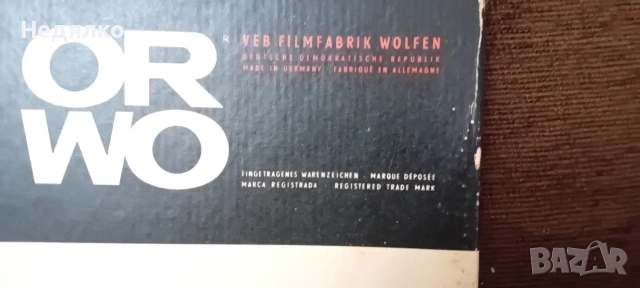 OR
WO
R
VEB FILMFABRIK WOLFEN
DEUTSCHE DEMOKRATISCHE REPUBLIK
MADE IN GERMANY · FABRIQUÉ EN ALLEMAGNE
EINGETRAGENES WARENZEICHEN · MARQUE DÉPOSÉE
MARCA REGISTRADA · REGISTERED TRADE MARK
Недилко
BAZAR